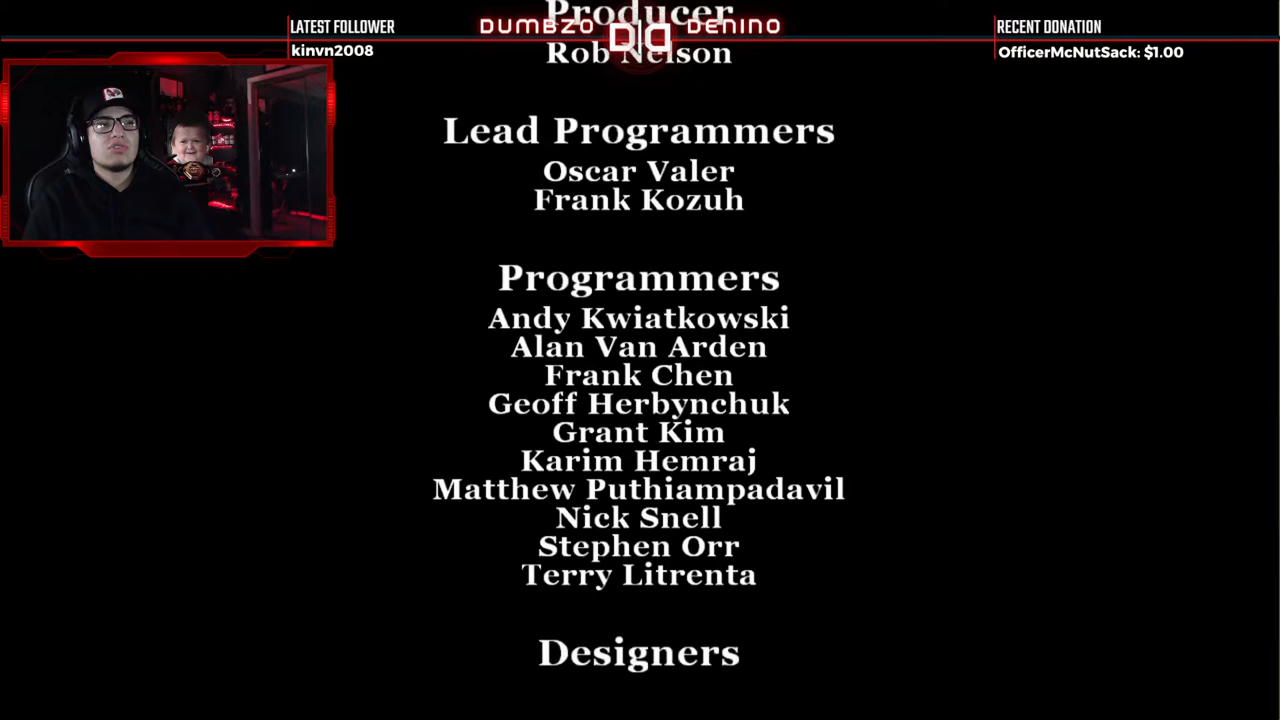 LATEST FOLLOWER
kinvn2008
DUMBZO DENINO
DD
RECENT DONATION
OfficerMcNutSack: $1.00
Producer
Rob Nelson
Lead Programmers
Oscar Valer
Frank Kozuh
Programmers
Andy Kwiatkowski
Alan Van Arden
Frank Chen
Geoff Herbynchuk
Grant Kim
Karim Hemraj
Matthew Puthiampadavil
Nick Snell
Stephen Orr
Terry Litrenta
Designers